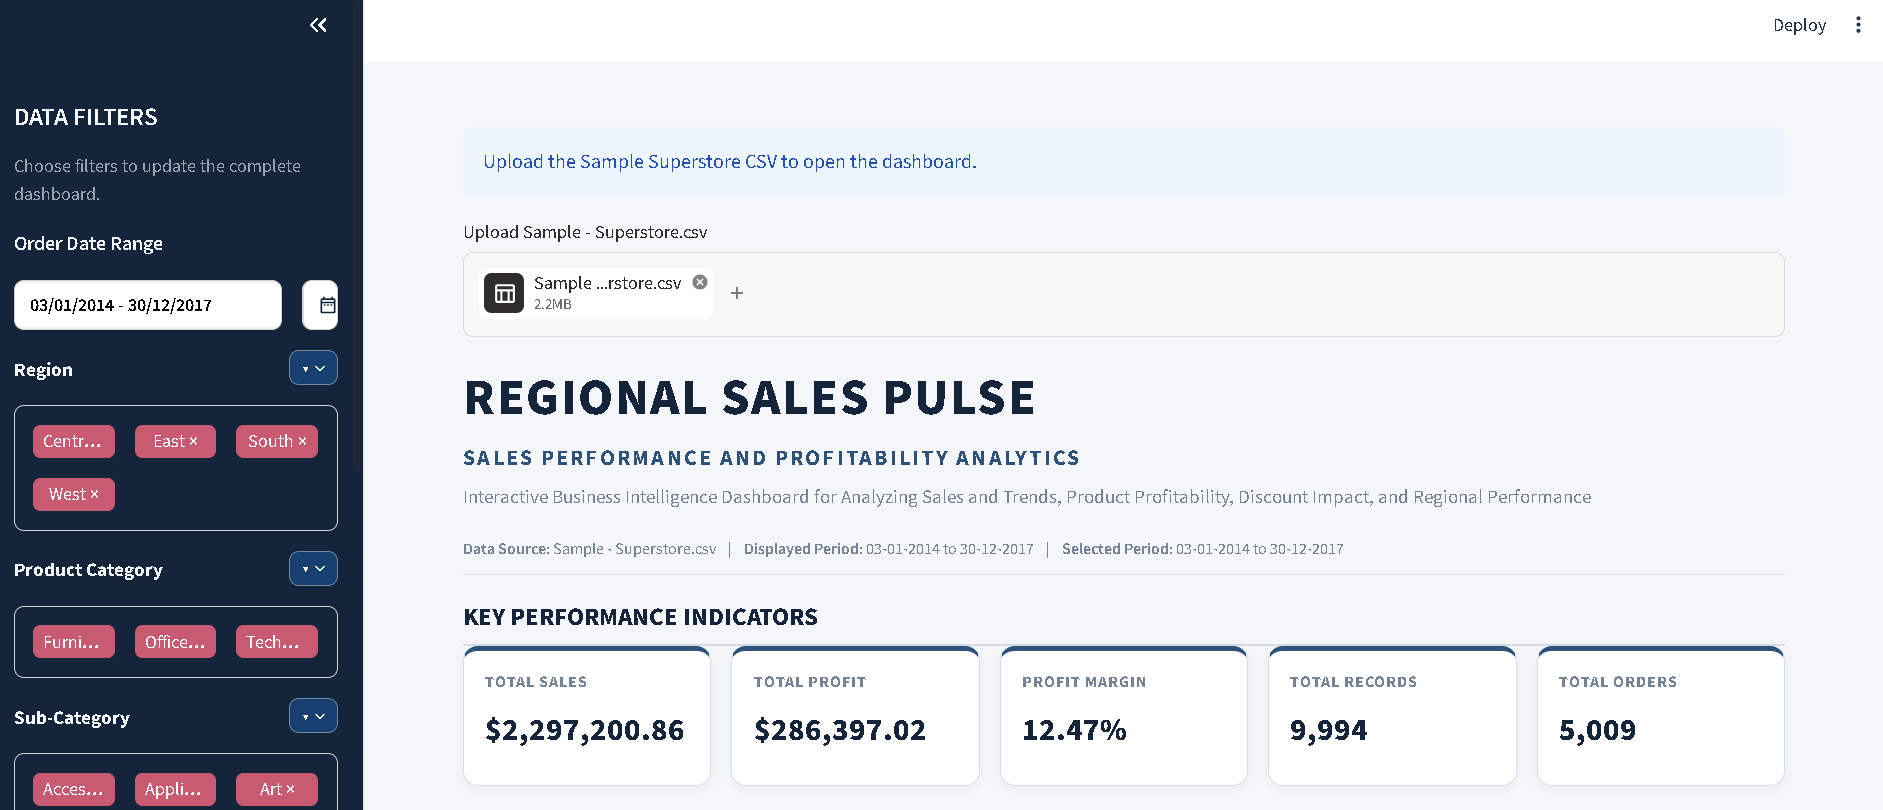 Deploy
DATA FILTERS
Choose filters to update the complete
dashboard.
Order Date Range
03/01/2014 - 30/12/2017
Region
Centr...
East ×
South ×
West ×
Product Category
Furni...
Office...
Tech...
Sub-Category
Acces...
Appli...
Art ×
Upload the Sample Superstore CSV to open the dashboard.
Upload Sample - Superstore.csv
Sample ...rstore.csv
2.2MB
REGIONAL SALES PULSE
SALES PERFORMANCE AND PROFITABILITY ANALYTICS
Interactive Business Intelligence Dashboard for Analyzing Sales and Trends, Product Profitability, Discount Impact, and Regional Performance
Data Source: Sample - Superstore.csv | Displayed Period: 03-01-2014 to 30-12-2017 | Selected Period: 03-01-2014 to 30-12-2017
KEY PERFORMANCE INDICATORS
TOTAL SALES
$2,297,200.86
TOTAL PROFIT
$286,397.02
PROFIT MARGIN
12.47%
TOTAL RECORDS
9,994
TOTAL ORDERS
5,009